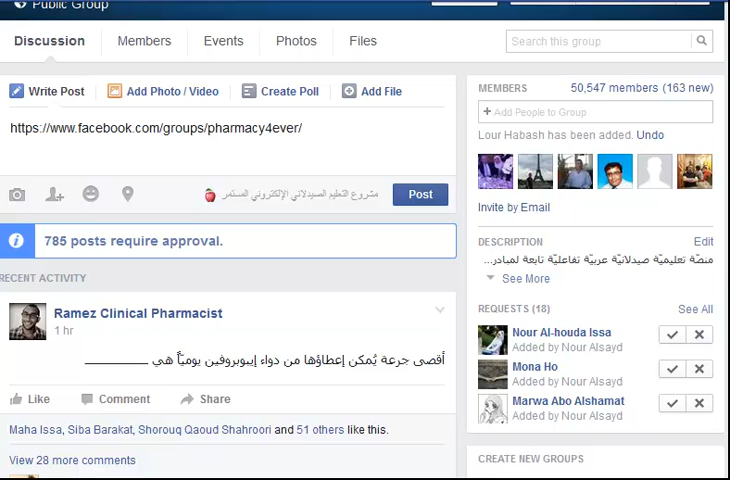 Public Group
Discussion Members Events Photos Files
Search this group
Write Post Add Photo / Video Create Poll Add File
https://www.facebook.com/groups/pharmacy4ever/
مشروع التعليم الصيدلاني الإلكتروني المستمر
Post
785 posts require approval.
RECENT ACTIVITY
Ramez Clinical Pharmacist
1 hr
أقصى جرعة يُمكن إعطاؤها من دواء إيبوبروفين يوميّاً هي __________
Like Comment Share
Maha Issa, Siba Barakat, Shorouq Qaoud Shahroori and 51 others like this.
View 28 more comments
MEMBERS 50,547 members (163 new)
+ Add People to Group
Lour Habash has been added. Undo
Invite by Email
DESCRIPTION Edit
منصّة تعليميّة صيدلانيّة عربيّة تفاعليّة تابعة لمبادر...
See More
REQUESTS (18) See All
Nour Al-houda Issa
Added by Nour Alsayd
Mona Ho
Added by Nour Alsayd
Marwa Abo Alshamat
Added by Nour Alsayd
CREATE NEW GROUPS